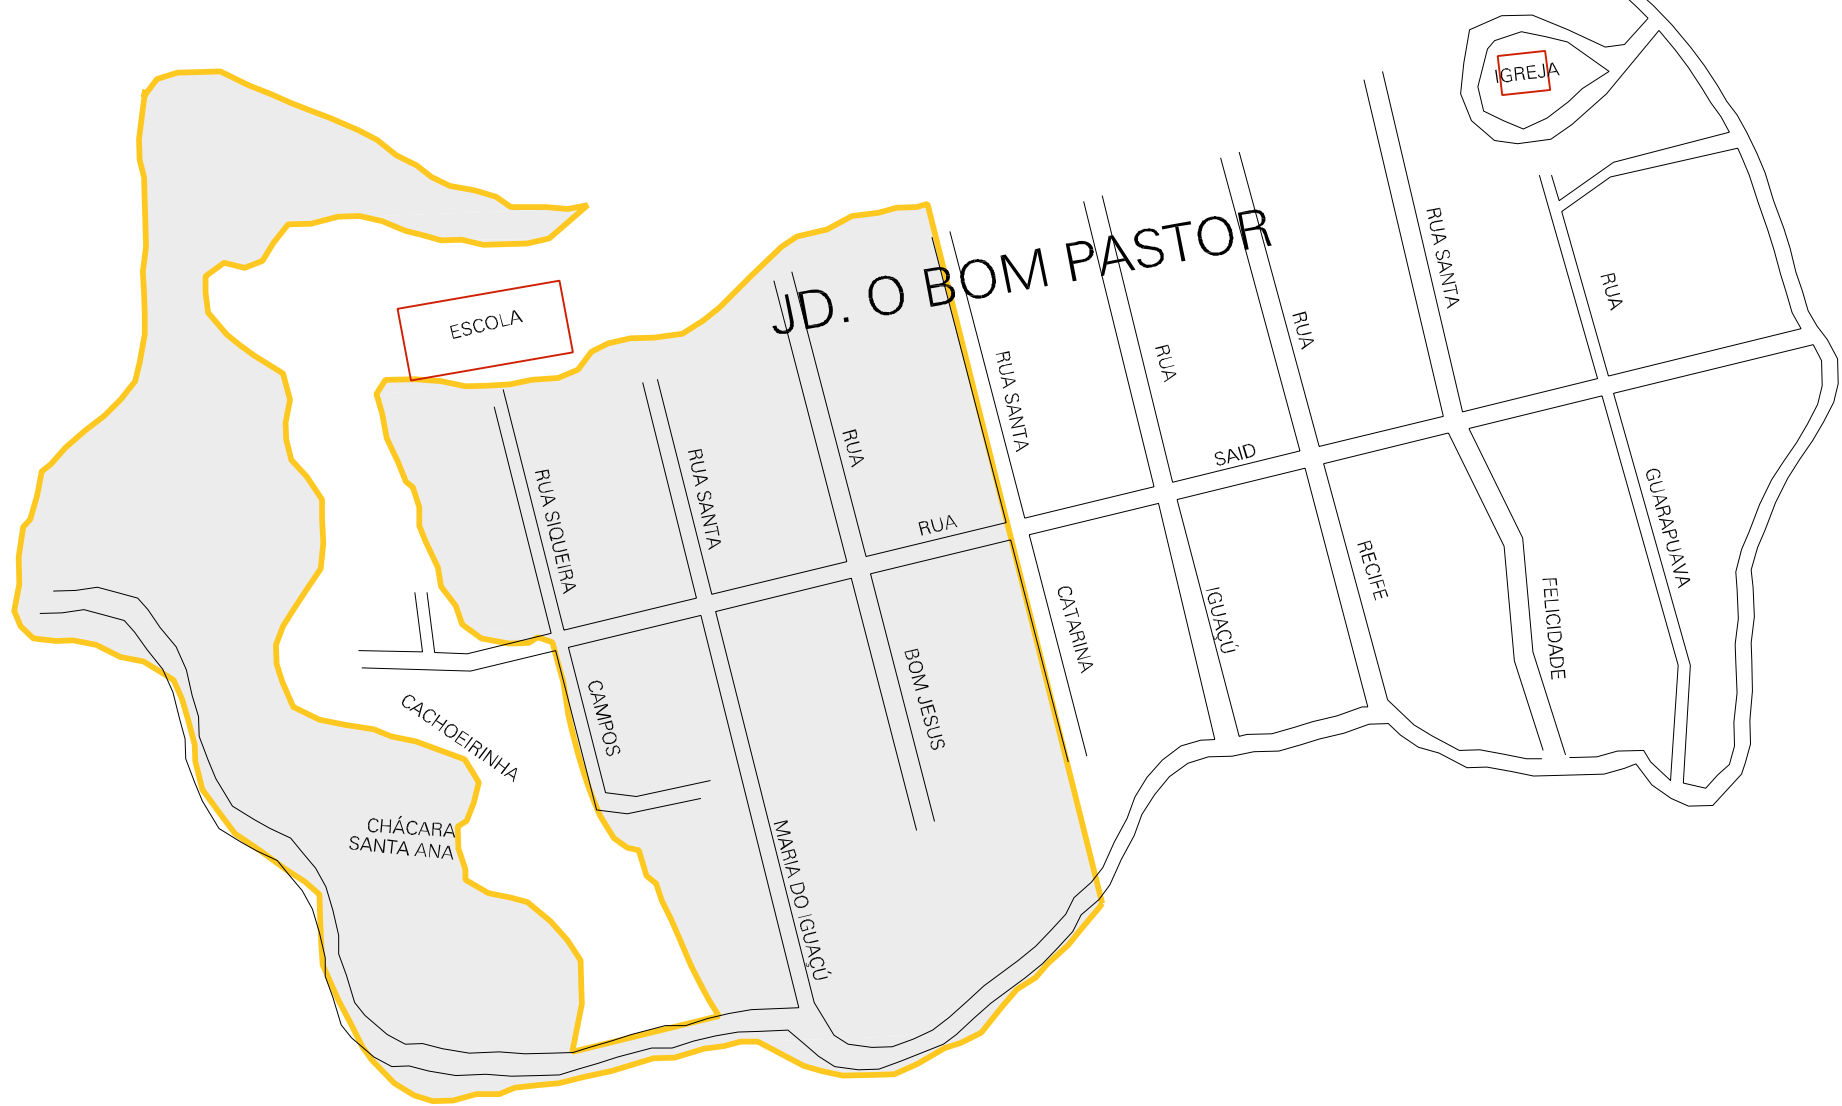 IGREJA
JD. O BOM PASTOR
ESCOLA
RUA SIQUEIRA
CAMPOS
RUA SANTA
MARIA DO IGUAÇÚ
RUA
BOM JESUS
RUA SANTA
CATARINA
RUA
IGUAÇÚ
RUA
RECIFE
RUA SANTA
FELICIDADE
RUA
GUARAPUAVA
RUA
SAID
CACHOEIRINHA
CHÁCARA
SANTA ANA